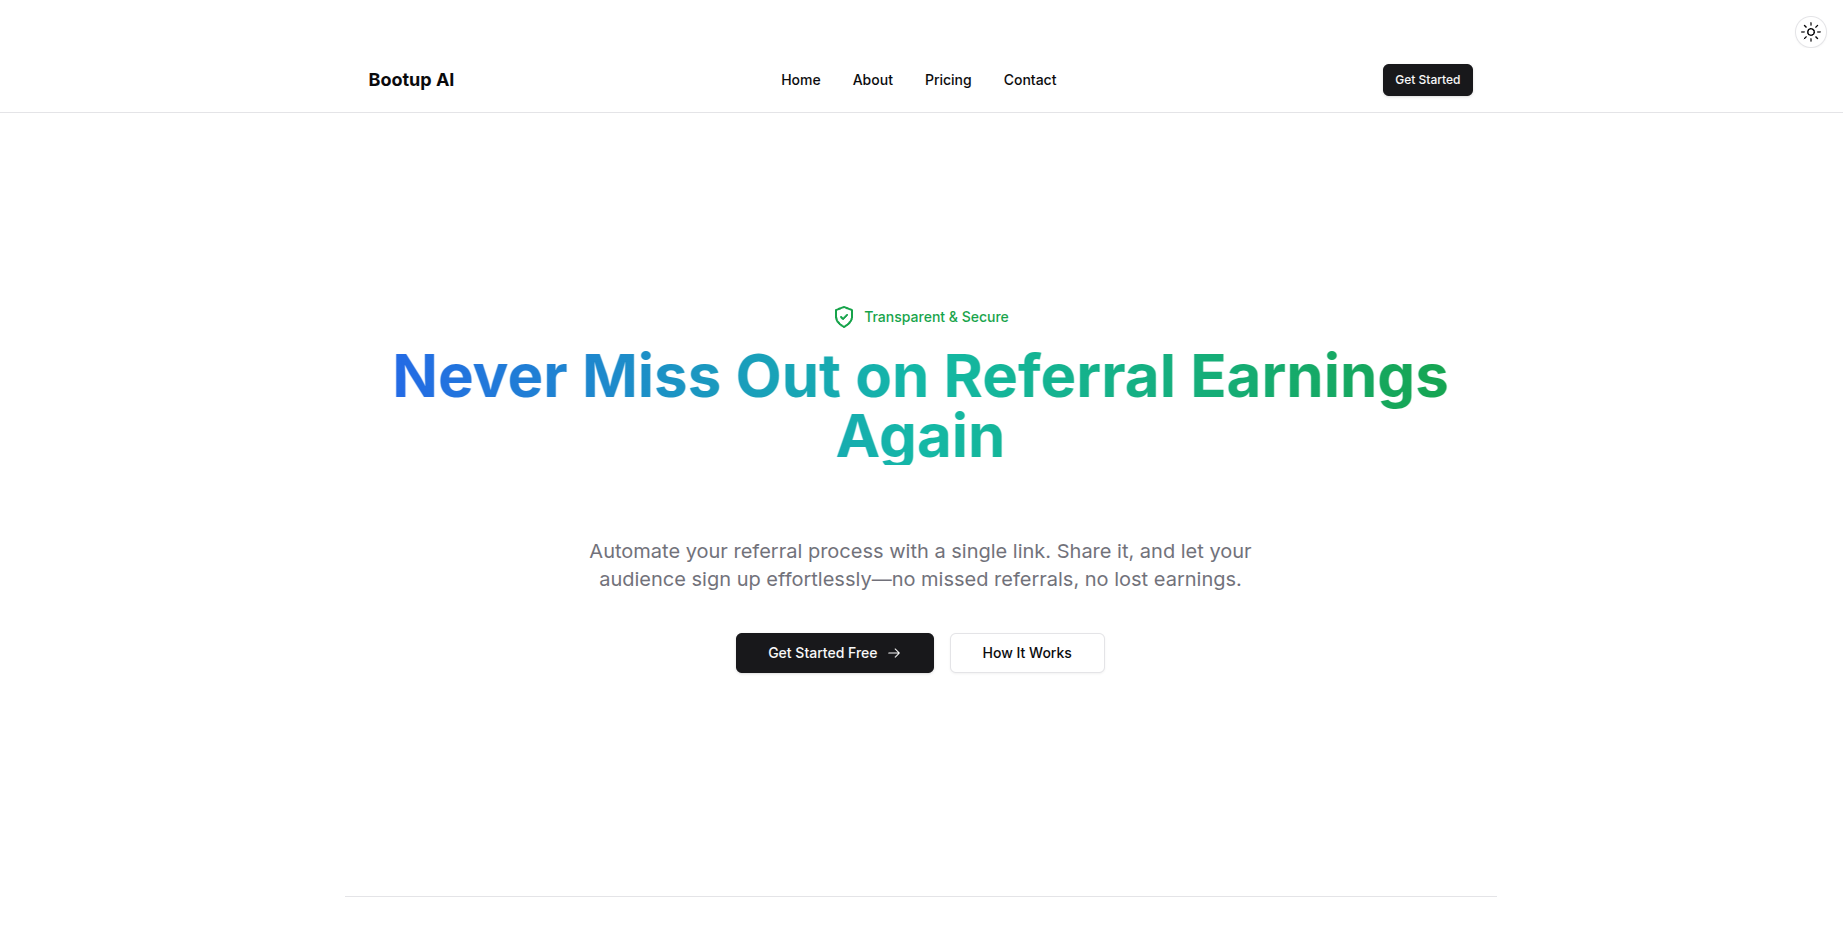 Bootup AI
Home
About
Pricing
Contact
Get Started
Transparent & Secure
Never Miss Out on Referral Earnings
Again
Automate your referral process with a single link. Share it, and let your
audience sign up effortlessly—no missed referrals, no lost earnings.
Get Started Free →
How It Works